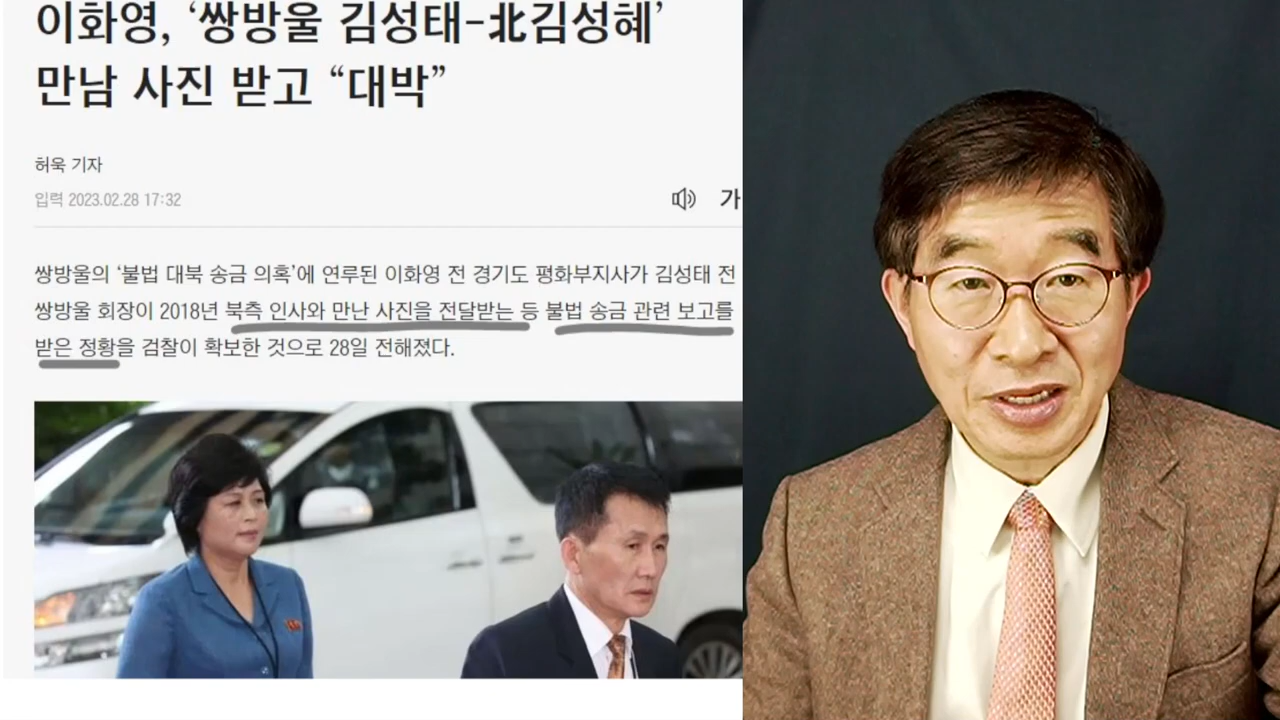 이화영, ‘쌍방울 김성태-北김성혜’
만남 사진 받고 “대박”
허욱 기자
입력 2023.02.28 17:32
가
쌍방울의 ‘불법 대북 송금 의혹’에 연루된 이화영 전 경기도 평화부지사가 김성태 전
쌍방울 회장이 2018년 북측 인사와 만난 사진을 전달받는 등 불법 송금 관련 보고를
받은 정황을 검찰이 확보한 것으로 28일 전해졌다.